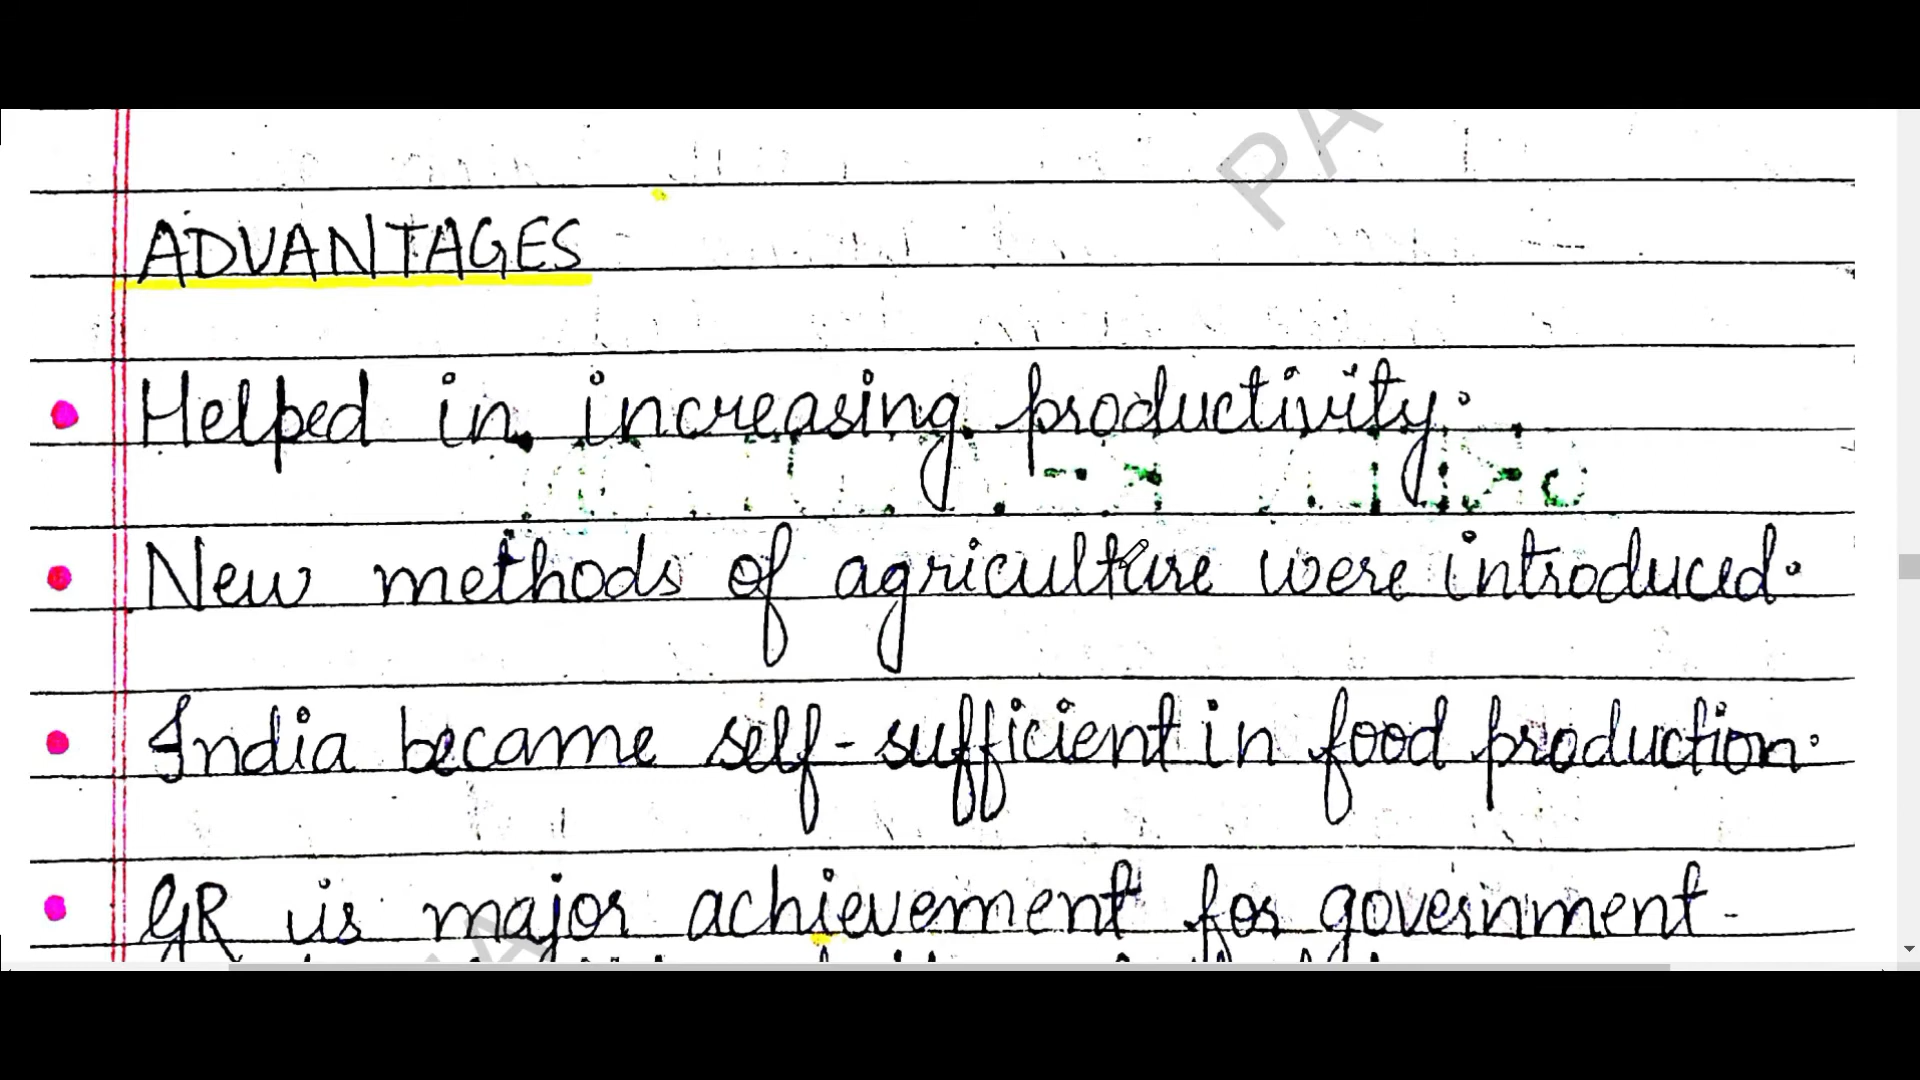 PA
ADVANTAGES
Helped in increasing productivity.
New methods of agriculture were introduced.
India became self-sufficient in food production.
GR is major achievement for government-